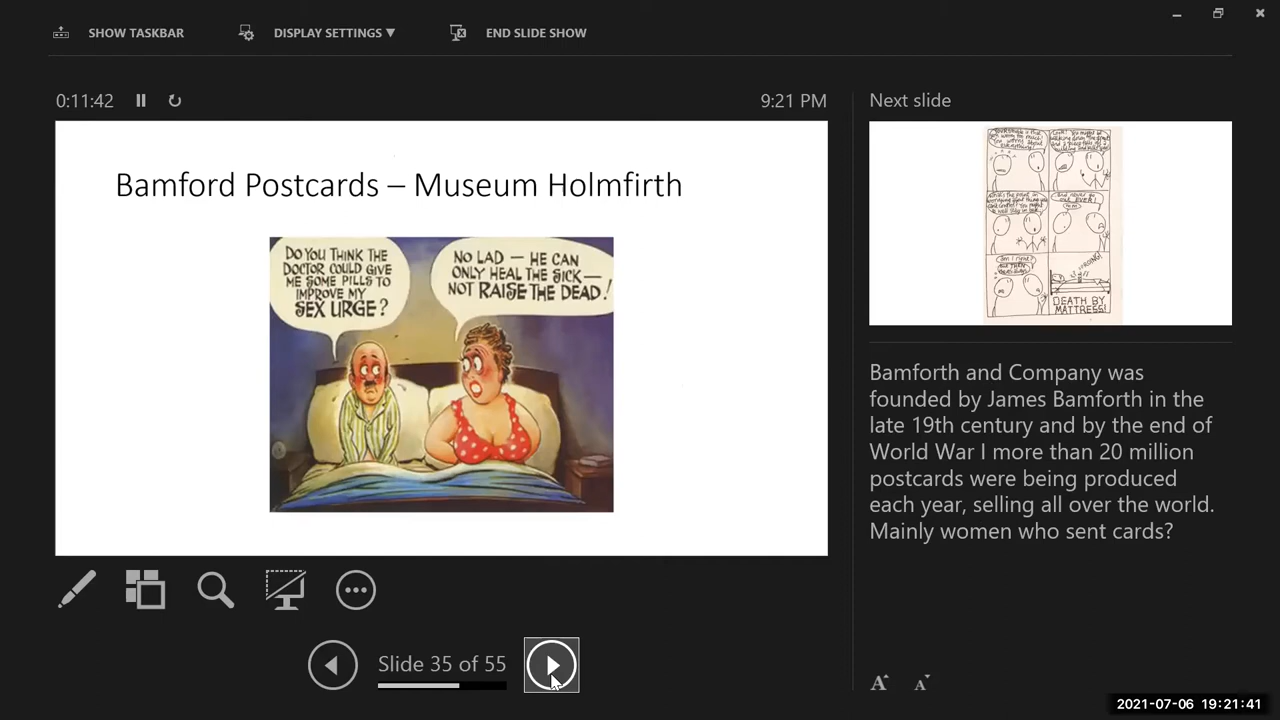 SHOW TASKBAR
DISPLAY SETTINGS ▼
END SLIDE SHOW
0:11:42
9:21 PM
Bamford Postcards – Museum Holmfirth
DO YOU THINK THE
DOCTOR COULD GIVE
ME SOME PILLS TO
IMPROVE MY
SEX URGE?
NO LAD — HE CAN
ONLY HEAL THE SICK —
NOT RAISE THE DEAD!
Slide 35 of 55
Next slide
DEATH BY
MATTRESS!
Bamforth and Company was
founded by James Bamforth in the
late 19th century and by the end of
World War I more than 20 million
postcards were being produced
each year, selling all over the world.
Mainly women who sent cards?
A A
2021-07-06 19:21:41